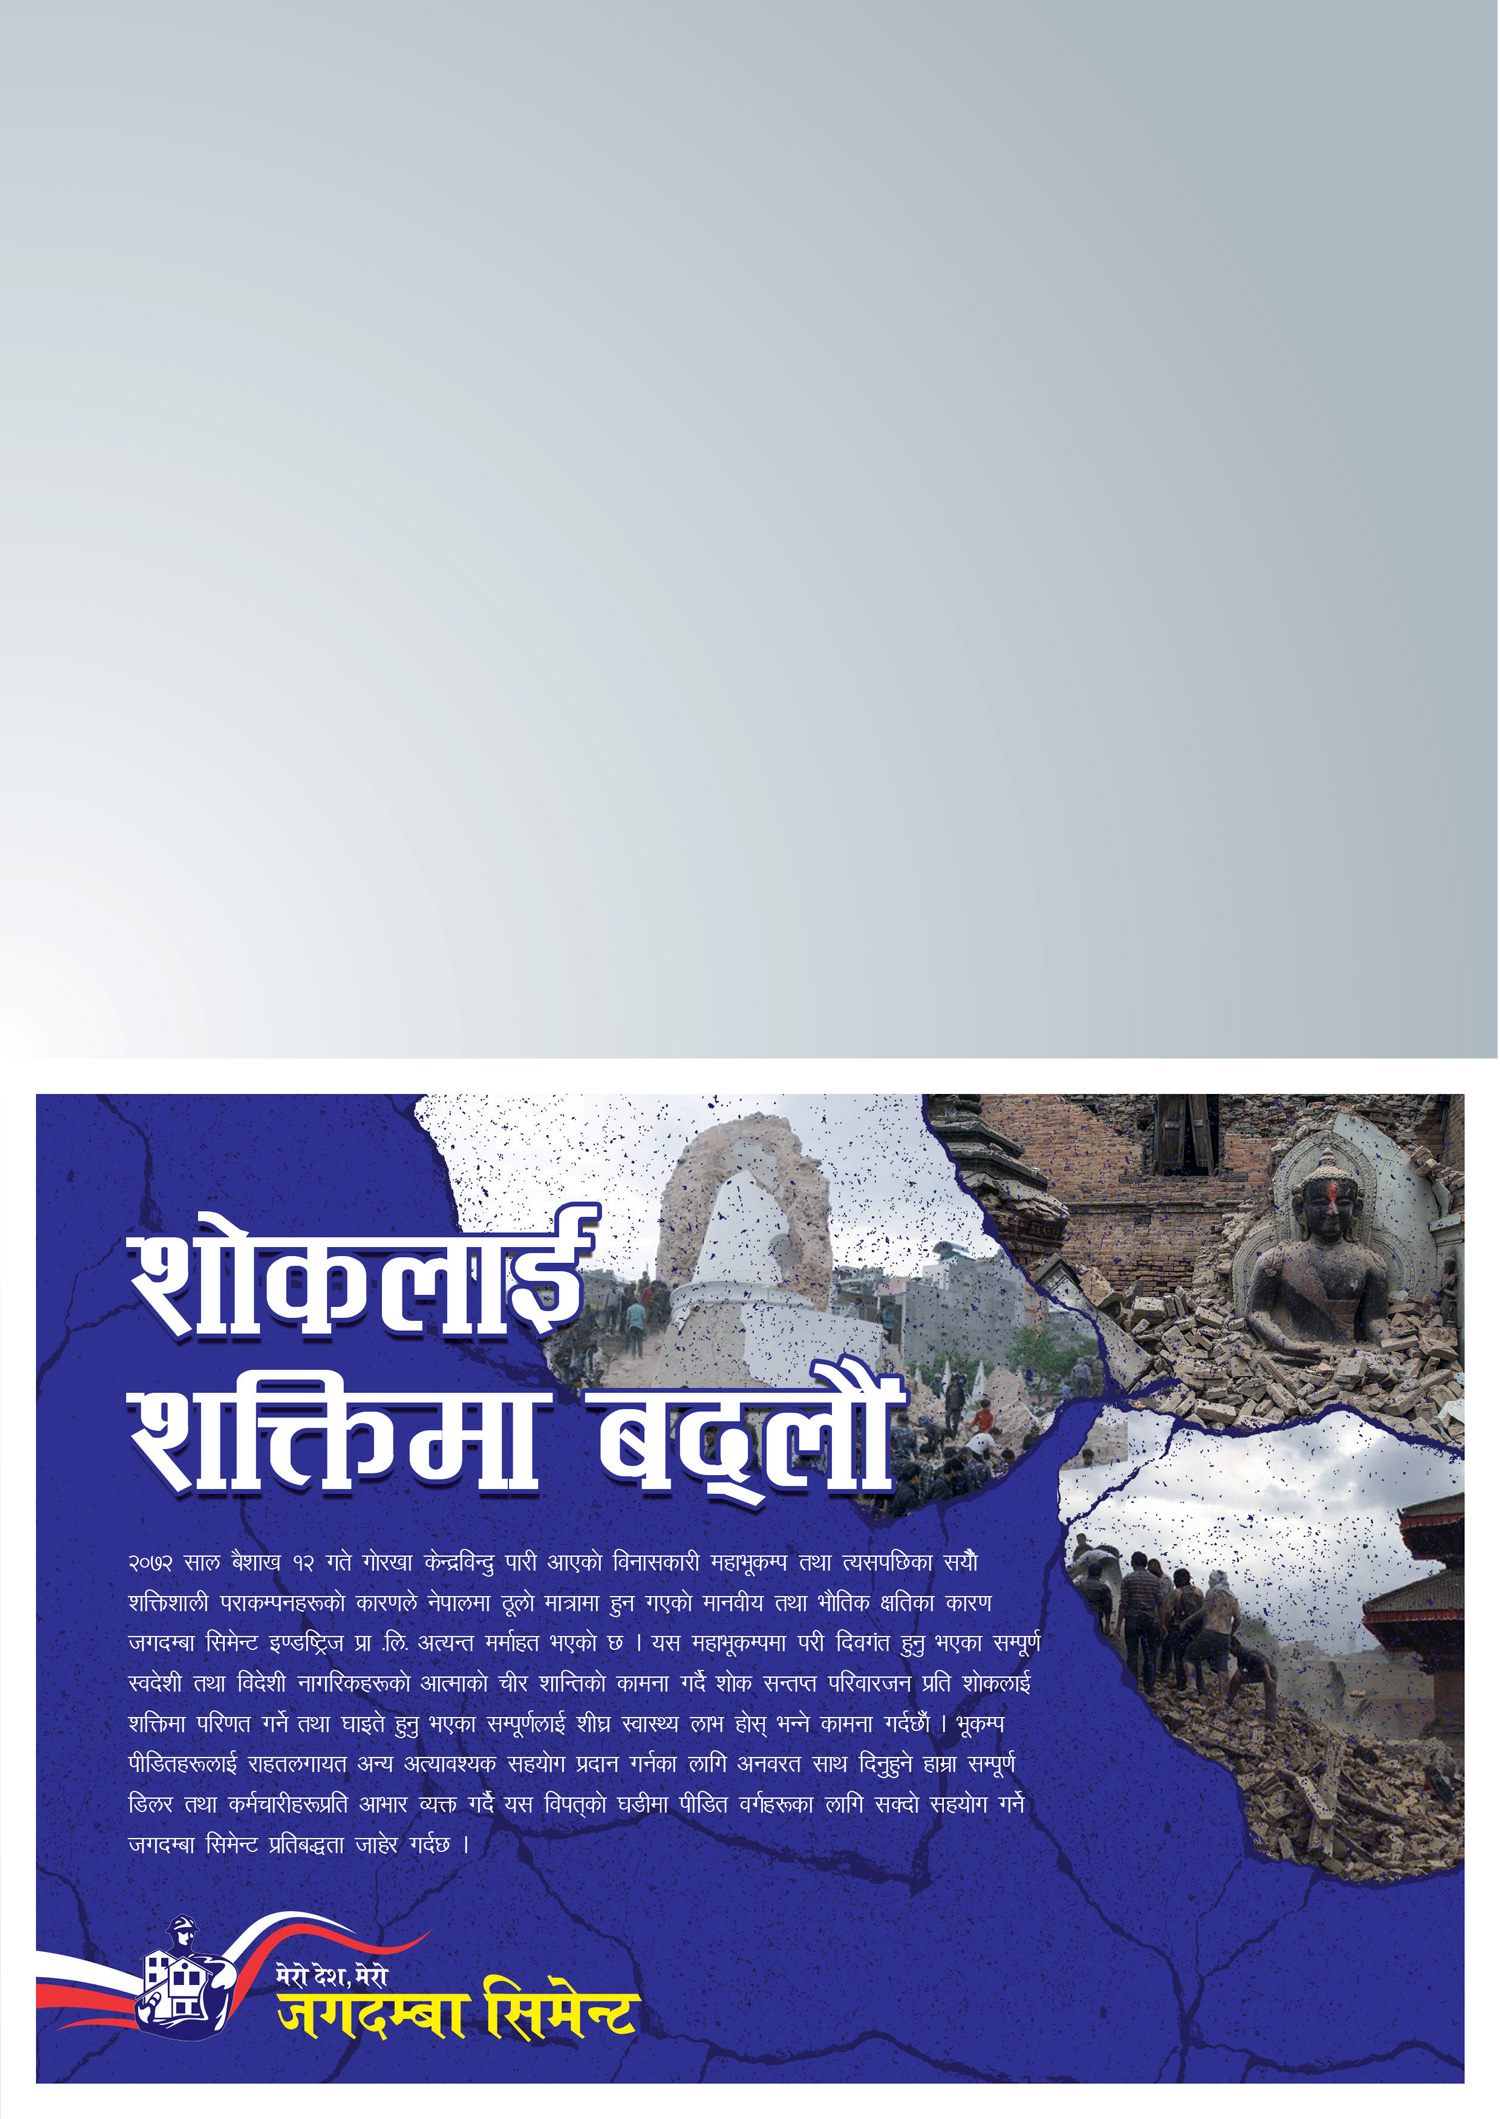 शोकलाई
शक्तिमा बद्लौं
२०७२ साल बैशाख १२ गते गोरखा केन्द्रविन्दु पारी आएको विनासकारी महाभूकम्प तथा त्यसपछिका सयौं
शक्तिशाली पराकम्पनहरूको कारणले नेपालमा ठूलो मात्रामा हुन गएको मानवीय तथा भौतिक क्षतिका कारण
जगदम्बा सिमेन्ट इण्डष्ट्रिज प्रा .लि. अत्यन्त मर्माहत भएको छ । यस महाभूकम्पमा परी दिवगंत हुनु भएका सम्पूर्ण
स्वदेशी तथा विदेशी नागरिकहरूको आत्माको चीर शान्तिको कामना गर्दै शोक सन्तप्त परिवारजन प्रति शोकलाई
शक्तिमा परिणत गर्ने तथा घाइते हुनु भएका सम्पूर्णलाई शीघ्र स्वास्थ्य लाभ होस् भन्ने कामना गर्दछौं । भूकम्प
पीडितहरूलाई राहतलगायत अन्य अत्यावश्यक सहयोग प्रदान गर्नका लागि अनवरत साथ दिनुहुने हाम्रा सम्पूर्ण
डिलर तथा कर्मचारीहरूप्रति आभार व्यक्त गर्दै यस विपत्को घडीमा पीडित वर्गहरूका लागि सक्दो सहयोग गर्ने
जगदम्बा सिमेन्ट प्रतिबद्धता जाहेर गर्दछ ।
मेरो देश, मेरो
जगदम्बा सिमेन्ट